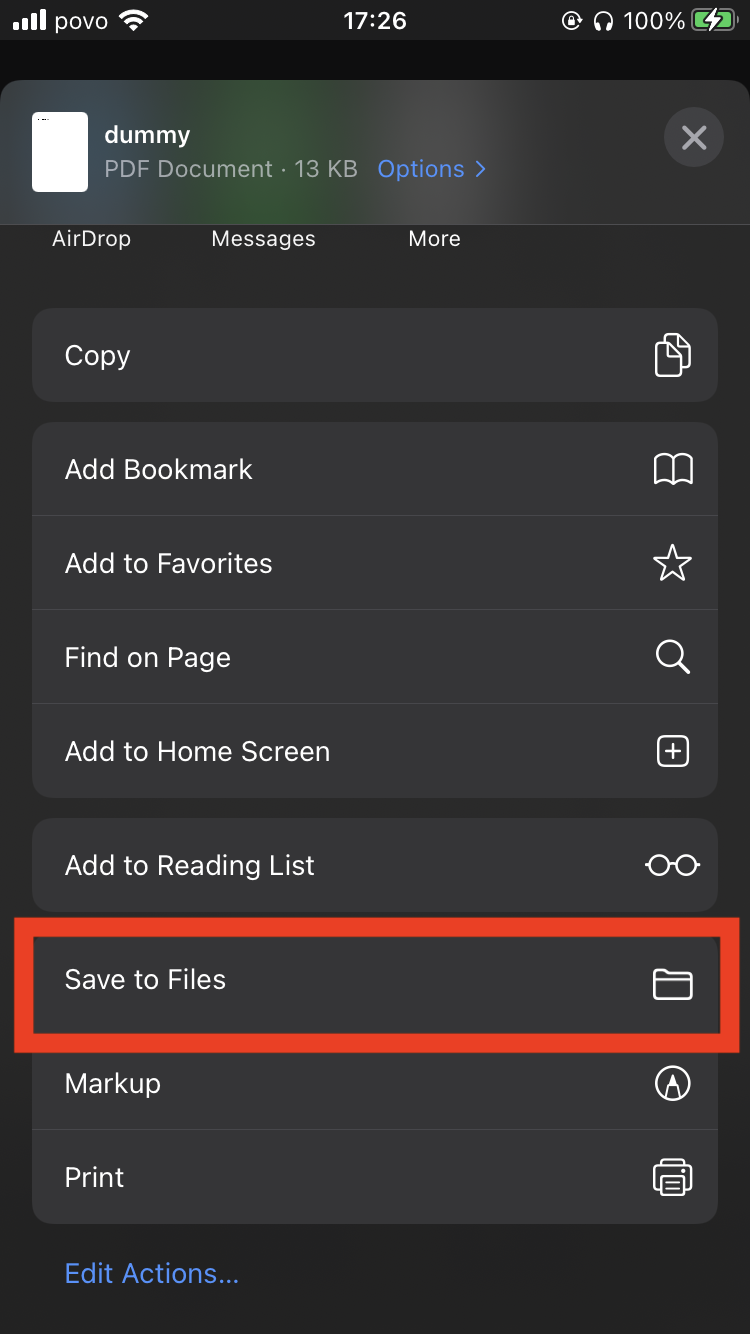 povo 17:26 100%
dummy
PDF Document · 13 KB Options >
AirDrop Messages More
Copy
Add Bookmark
Add to Favorites
Find on Page
Add to Home Screen
Add to Reading List
Save to Files
Markup
Print
Edit Actions...